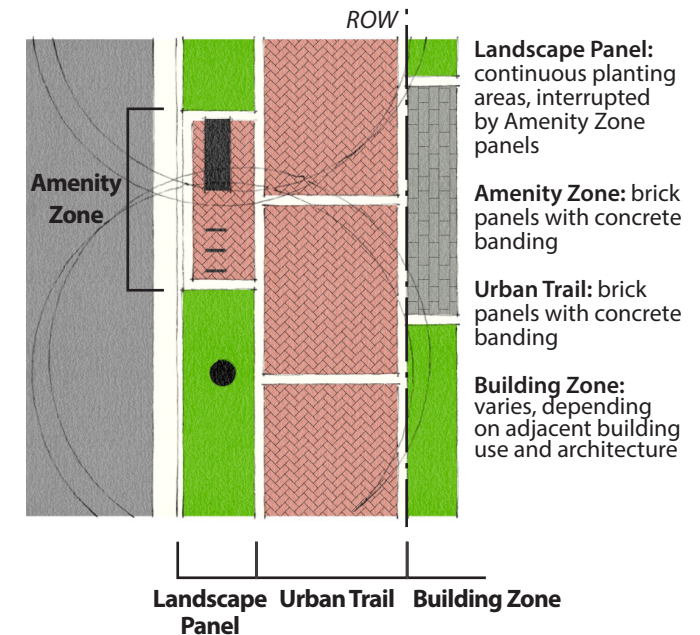 ROW
Landscape Panel:
continuous planting
areas, interrupted
by Amenity Zone
panels
Amenity
Zone
Amenity Zone: brick
panels with concrete
banding
Urban Trail: brick
panels with concrete
banding
Building Zone:
varies, depending
on adjacent building
use and architecture
Landscape
Panel
Urban Trail
Building Zone